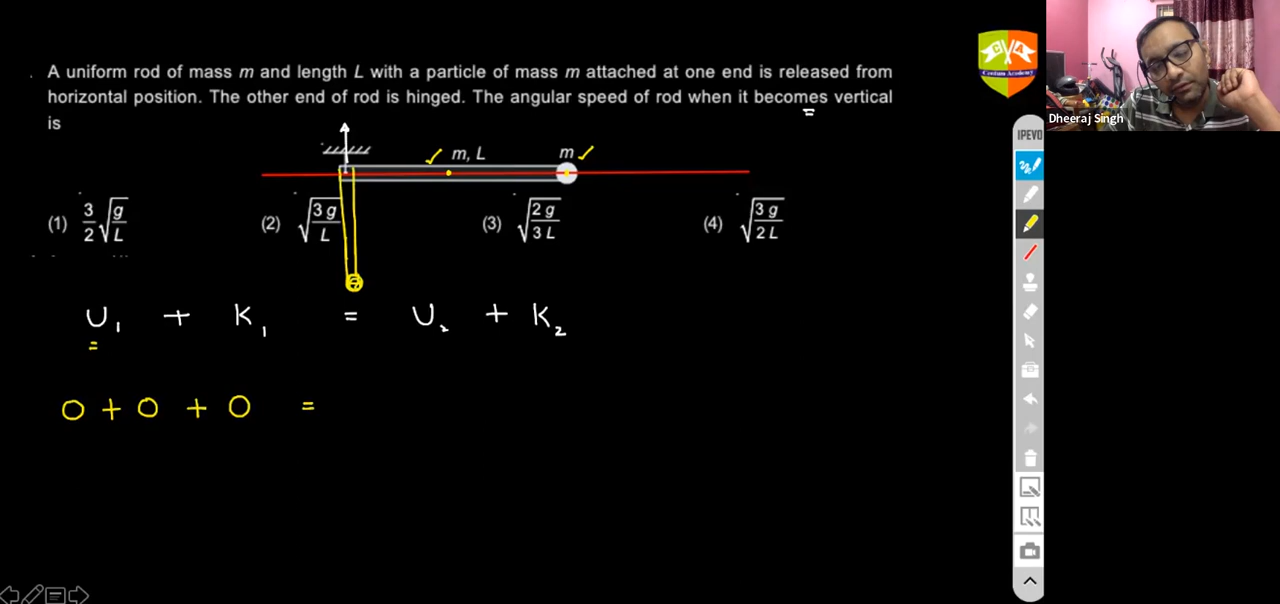 . A uniform rod of mass m and length L with a particle of mass m attached at one end is released from
horizontal position. The other end of rod is hinged. The angular speed of rod when it becomes vertical
is
m, L
m
(1) 3/2 √(g/L)
(2) √(3g/L)
(3) √(2g/3L)
(4) √(3g/2L)
U₁ + K₁ = U₂ + K₂
0 + 0 + 0 =
Dheeraj Singh
IPEVO